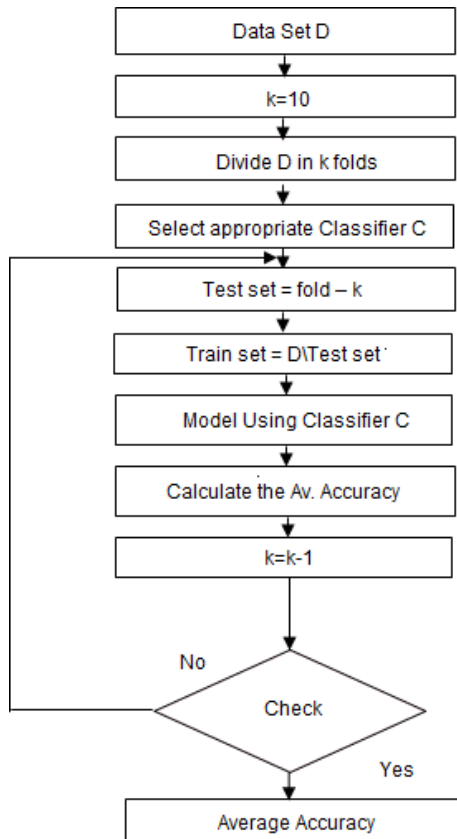 Data Set D
k=10
Divide D in k folds
Select appropriate Classifier C
Test set = fold – k
Train set = D\Test set
Model Using Classifier C
Calculate the Av. Accuracy
k=k-1
No
Check
Yes
Average Accuracy